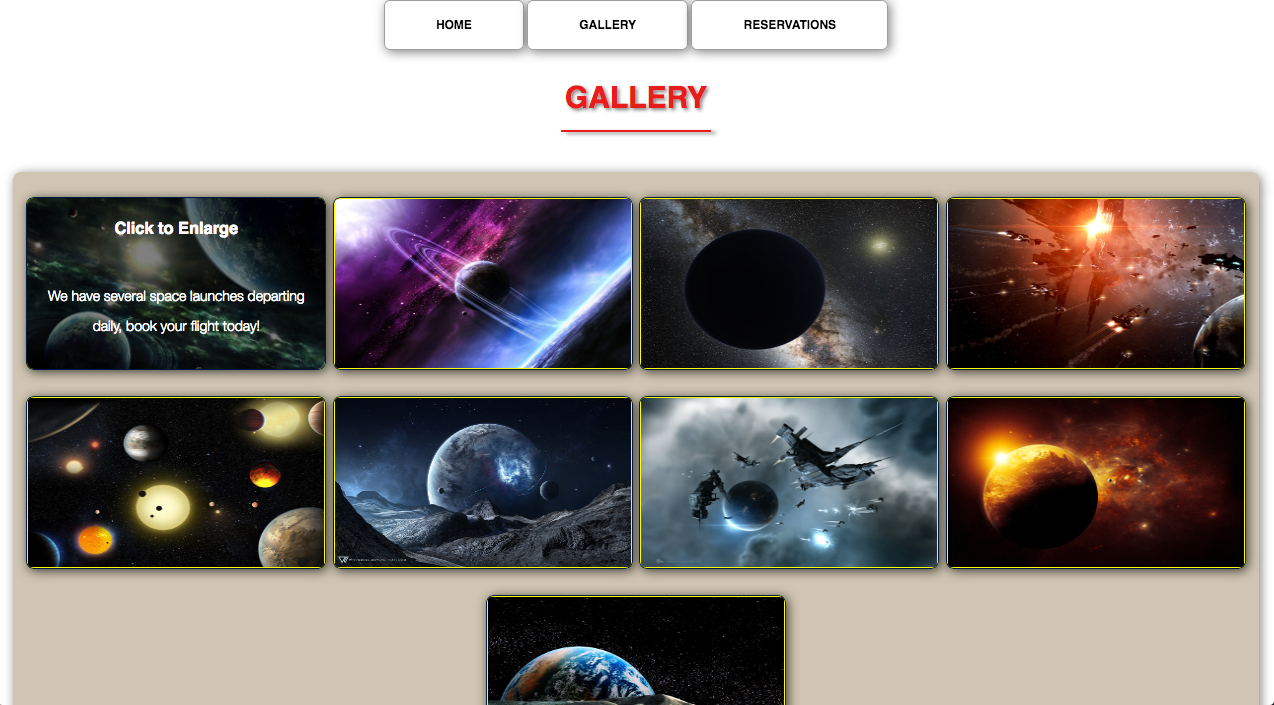 HOME
GALLERY
RESERVATIONS
GALLERY
Click to Enlarge
We have several space launches departing
daily, book your flight today!